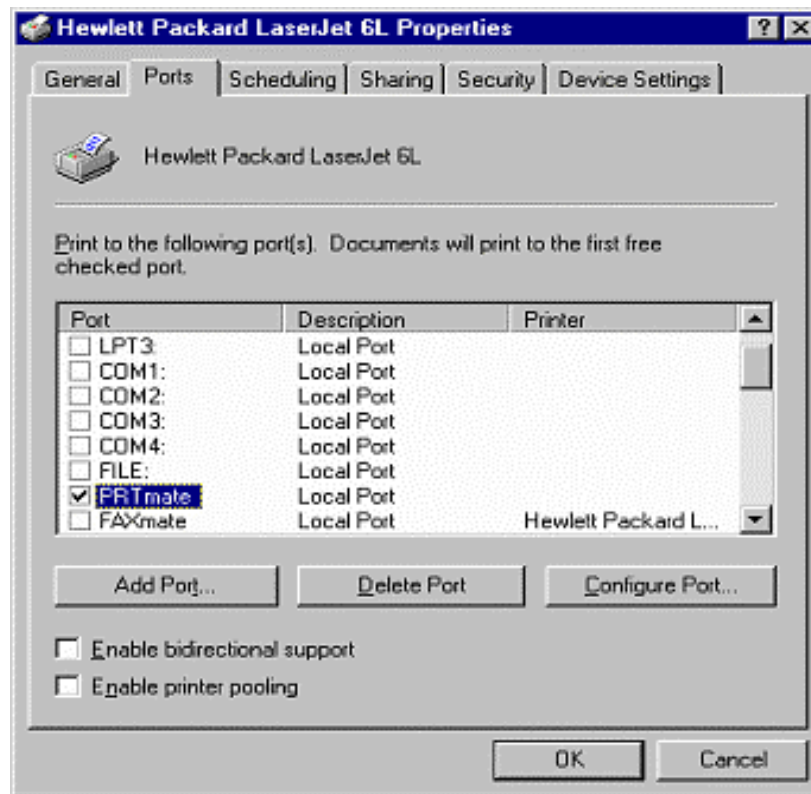 Hewlett Packard LaserJet 6L Properties
General Ports Scheduling Sharing Security Device Settings
Hewlett Packard LaserJet 6L
Print to the following port(s). Documents will print to the first free
checked port.
Port Description Printer
LPT3: Local Port
COM1: Local Port
COM2: Local Port
COM3: Local Port
COM4: Local Port
FILE: Local Port
PRTmate Local Port
FAXmate Local Port Hewlett Packard L...
Add Port... Delete Port Configure Port...
Enable bidirectional support
Enable printer pooling
OK Cancel